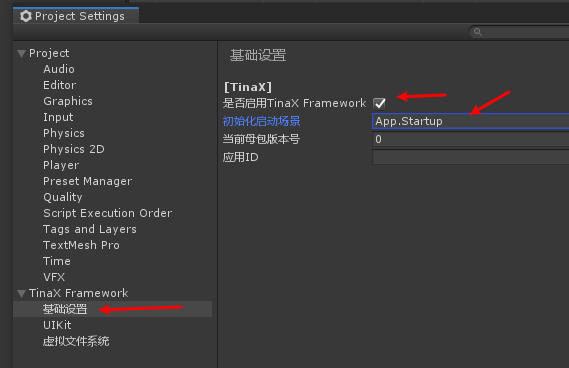 Project Settings
Project
Audio
Editor
Graphics
Input
Physics
Physics 2D
Player
Preset Manager
Quality
Script Execution Order
Tags and Layers
TextMesh Pro
Time
VFX
TinaX Framework
基础设置
UIKit
虚拟文件系统
基础设置
[TinaX]
是否启用TinaX Framework
初始化启动场景 App.Startup
当前母包版本号 0
应用ID